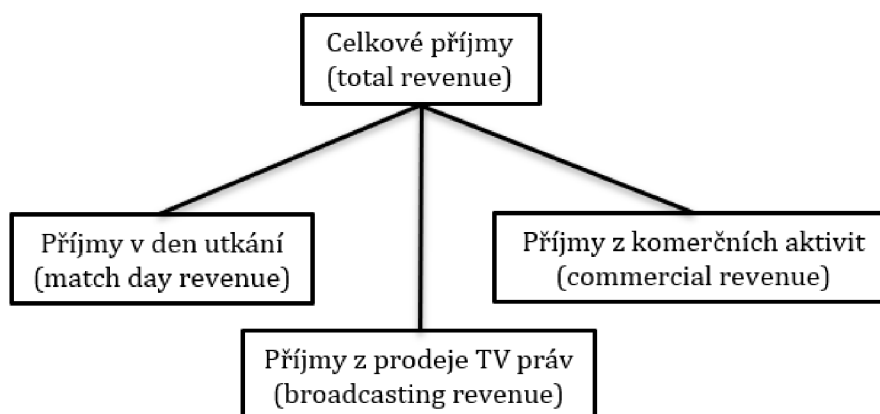 Celkové příjmy
(total revenue)
Příjmy v den utkání
(match day revenue)
Příjmy z komerčních aktivit
(commercial revenue)
Příjmy z prodeje TV práv
(broadcasting revenue)